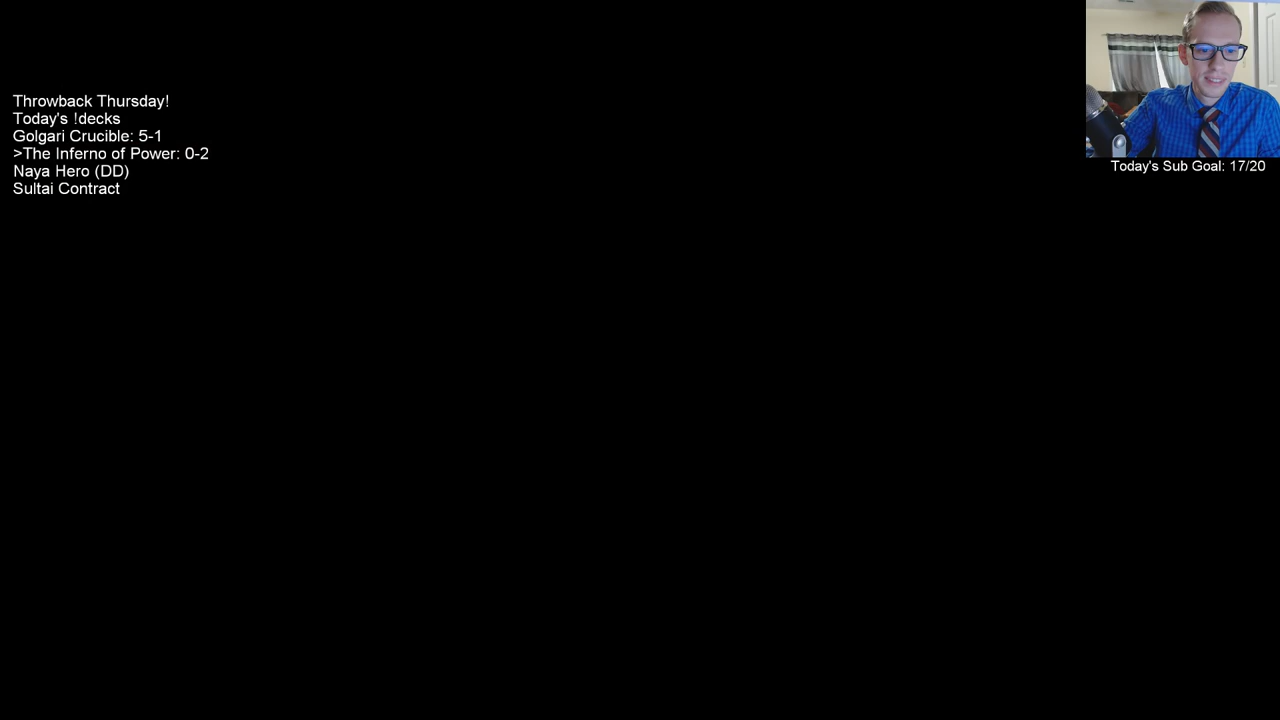 Throwback Thursday!
Today's !decks
Golgari Crucible: 5-1
>The Inferno of Power: 0-2
Naya Hero (DD)
Sultai Contract
Today's Sub Goal: 17/20